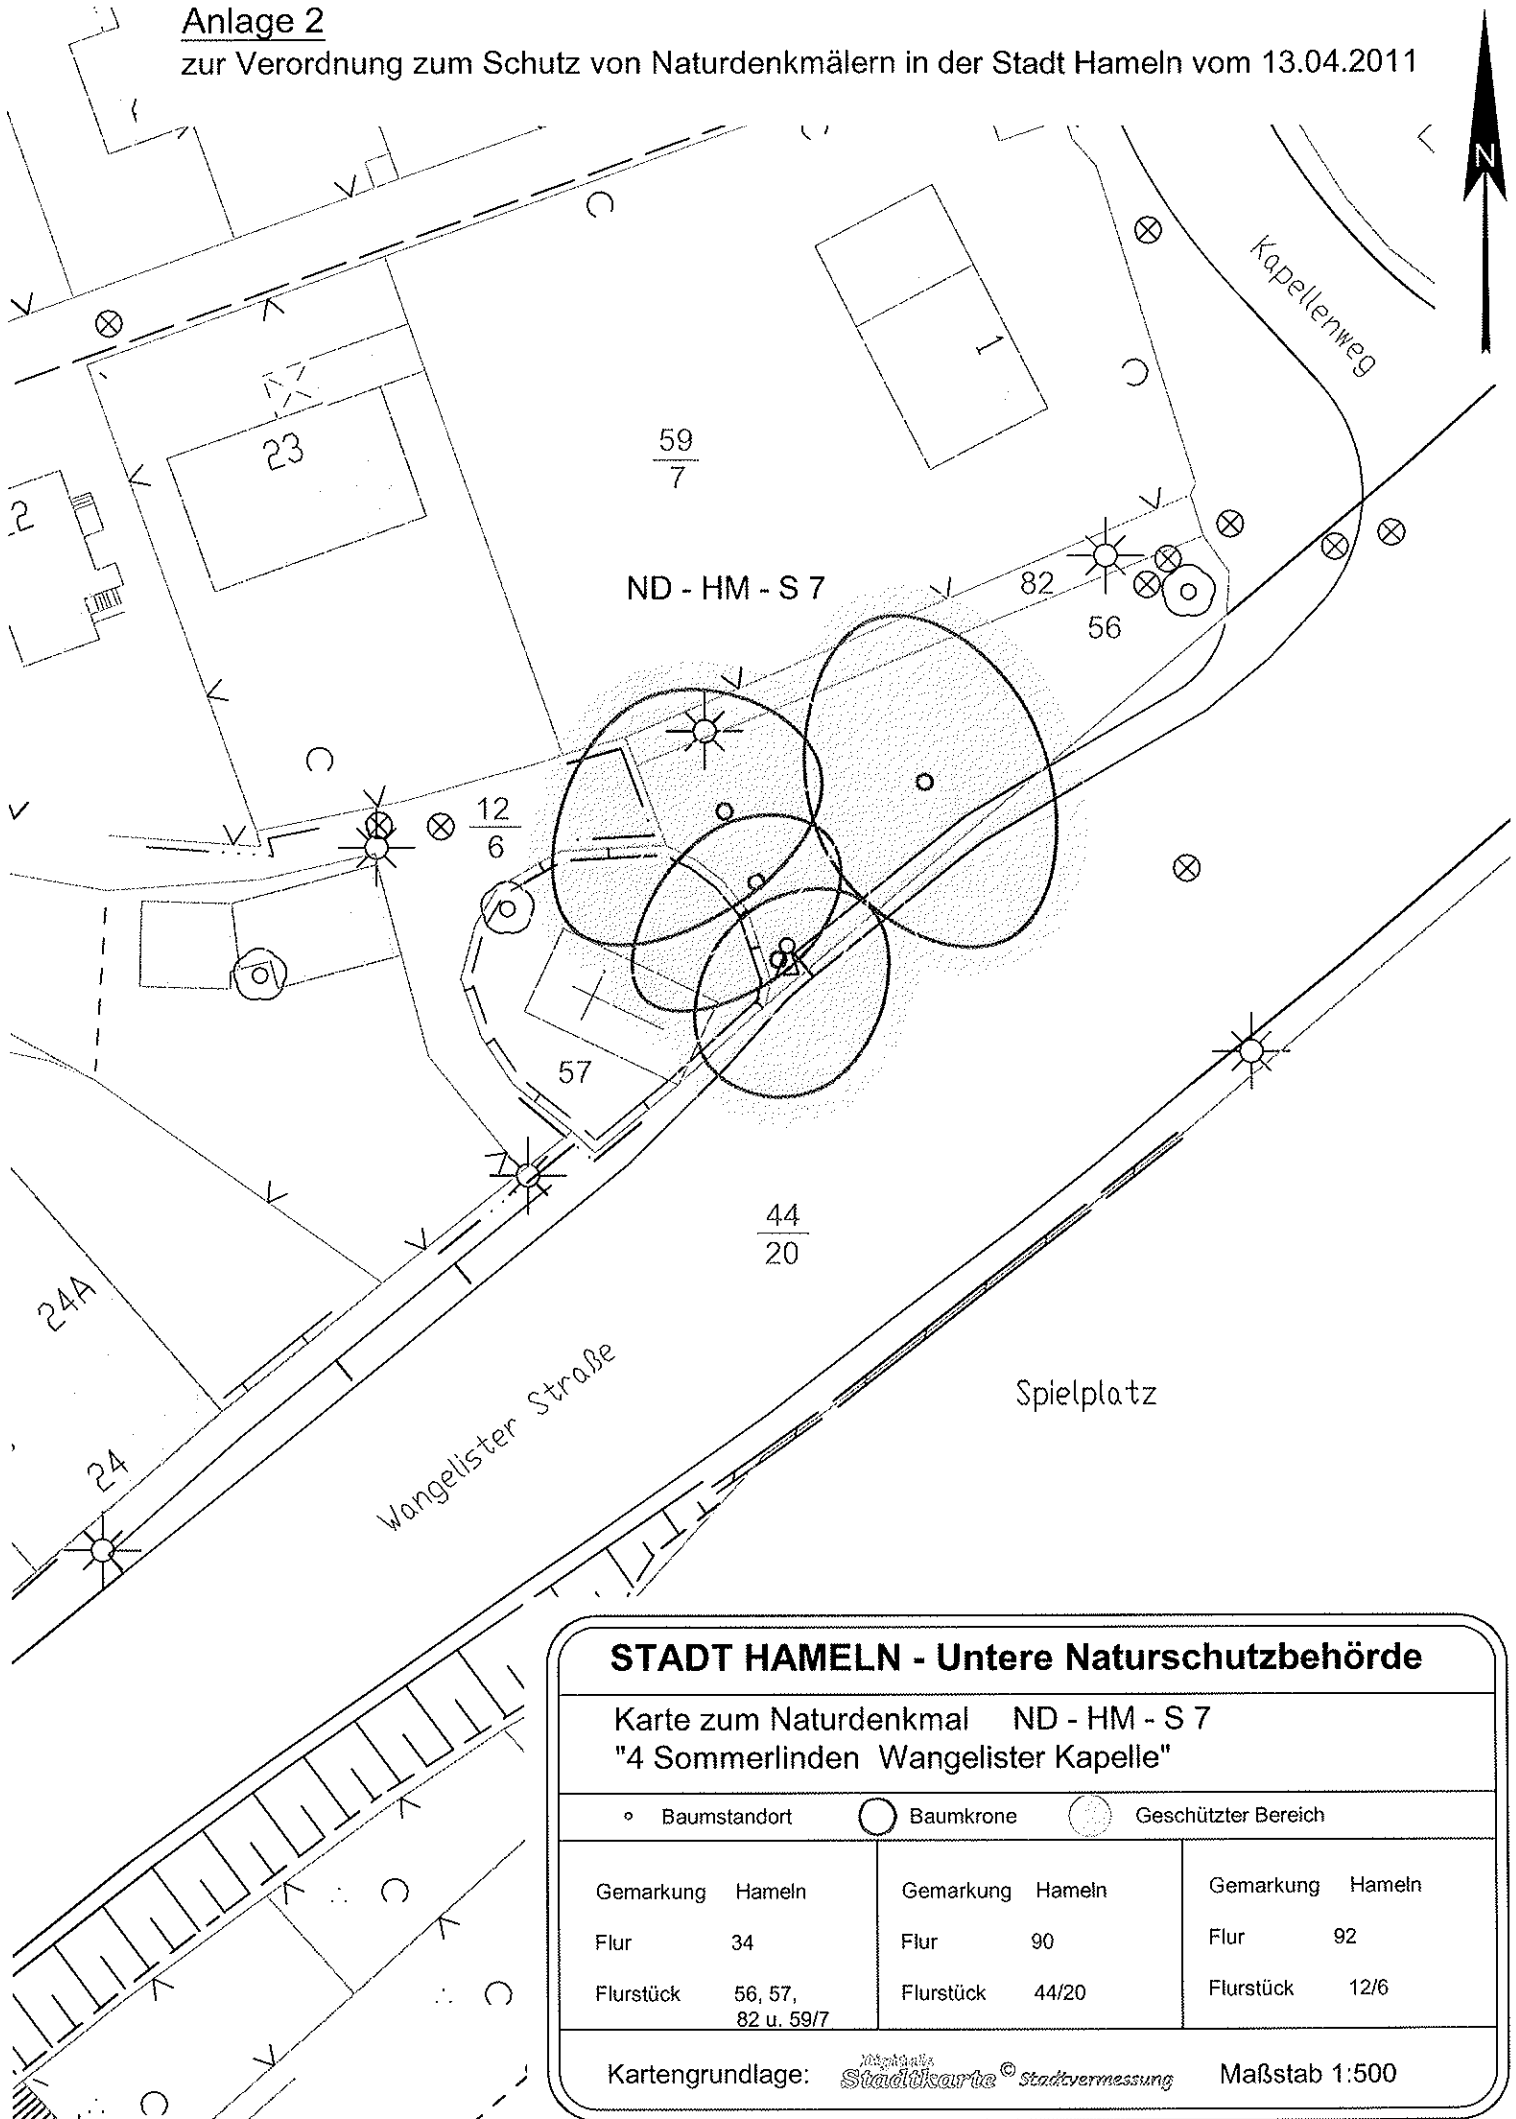 Anlage 2
zur Verordnung zum Schutz von Naturdenkmälern in der Stadt Hameln vom 13.04.2011
N
Kapellenweg
1
23
59
7
2
ND - HM - S 7
82
56
12
6
57
44
20
24A
24
Wangelister Straße
Spielplatz
STADT HAMELN - Untere Naturschutzbehörde
Karte zum Naturdenkmal ND - HM - S 7
"4 Sommerlinden Wangelister Kapelle"
Baumstandort Baumkrone Geschützter Bereich
Gemarkung Hameln
Flur 34
Flurstück 56, 57,
82 u. 59/7
Gemarkung Hameln
Flur 90
Flurstück 44/20
Gemarkung Hameln
Flur 92
Flurstück 12/6
Digitale
Kartengrundlage: Stadtkarte © Stadtvermessung Maßstab 1:500